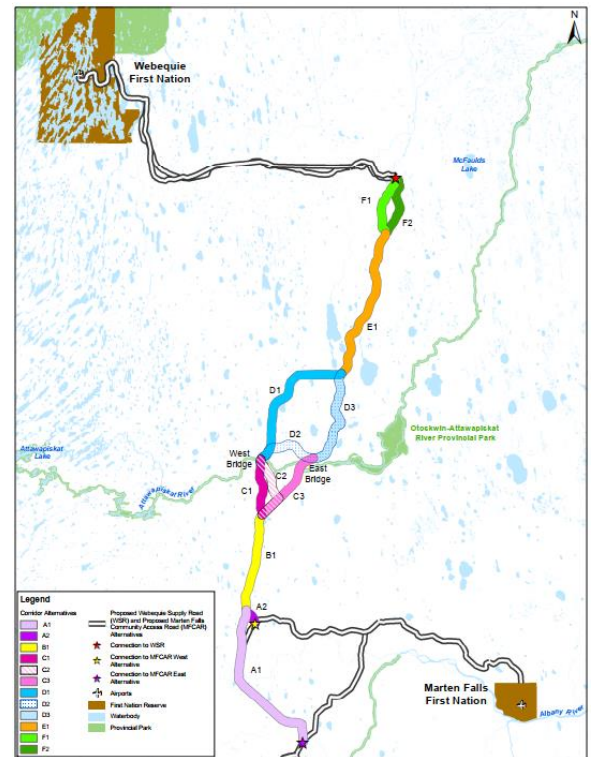 N
Webequie
First Nation
McFaulds
Lake
F1
F2
E1
D1
D3
Otoskwin-Attawapiskat
River Provincial Park
D2
West
Bridge
East
Bridge
C2
Attawapiskat
Lake
Attawapiskat River
C1
C3
B1
A2
A1
Marten Falls
First Nation
Albany River
Legend
Corridor Alternatives
A1
A2
B1
C1
C2
C3
D1
D2
D3
E1
F1
F2
Proposed Webequie Supply Road
(WSR) and Proposed Marten Falls
Community Access Road (MFCAR)
Alternatives
Connection to WSR
Connection to MFCAR West
Alternative
Connection to MFCAR East
Alternative
Airports
First Nation Reserve
Waterbody
Provincial Park